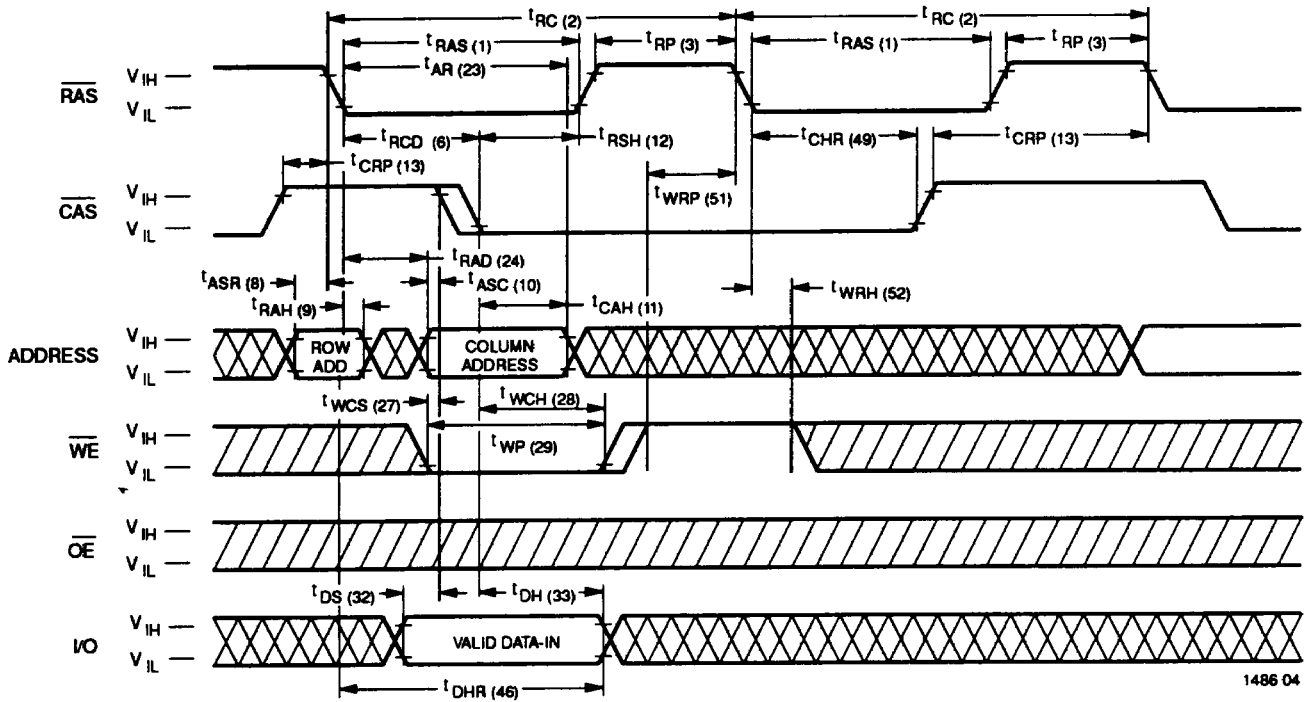 tRC (2) tRC (2)
tRAS (1) tRP (3) tRAS (1) tRP (3)
tAR (23)
RAS VIH VIL
tRCD (6) tRSH (12) tCHR (49) tCRP (13)
tCRP (13)
tWRP (51)
CAS VIH VIL
tRAD (24)
tASR (8) tASC (10) tWRH (52)
tRAH (9) tCAH (11)
ADDRESS VIH VIL ROW ADD COLUMN ADDRESS
tWCS (27) tWCH (28)
tWP (29)
WE VIH VIL
OE VIH VIL
tDS (32) tDH (33)
I/O VIH VIL VALID DATA-IN
tDHR (46)
1486 04